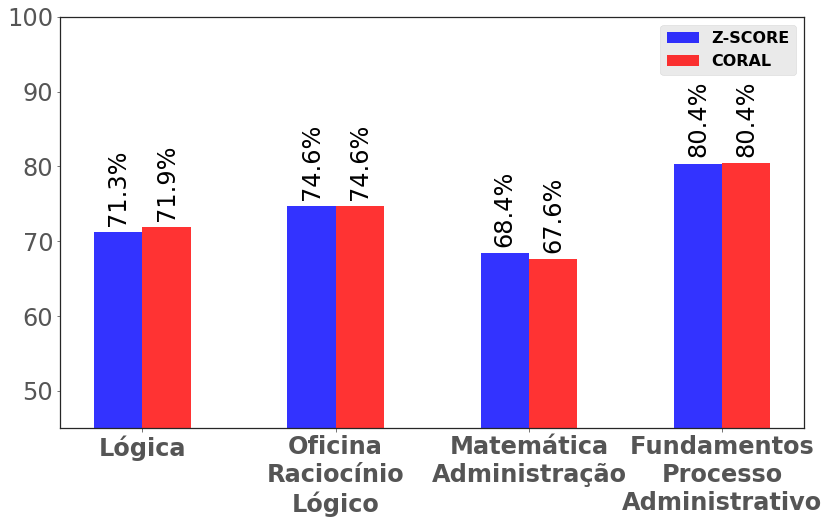 100
90
80
70
60
50
Z-SCORE
CORAL
71.3%
71.9%
74.6%
74.6%
68.4%
67.6%
80.4%
80.4%
Lógica
Oficina
Raciocínio
Lógico
Matemática
Administração
Fundamentos
Processo
Administrativo